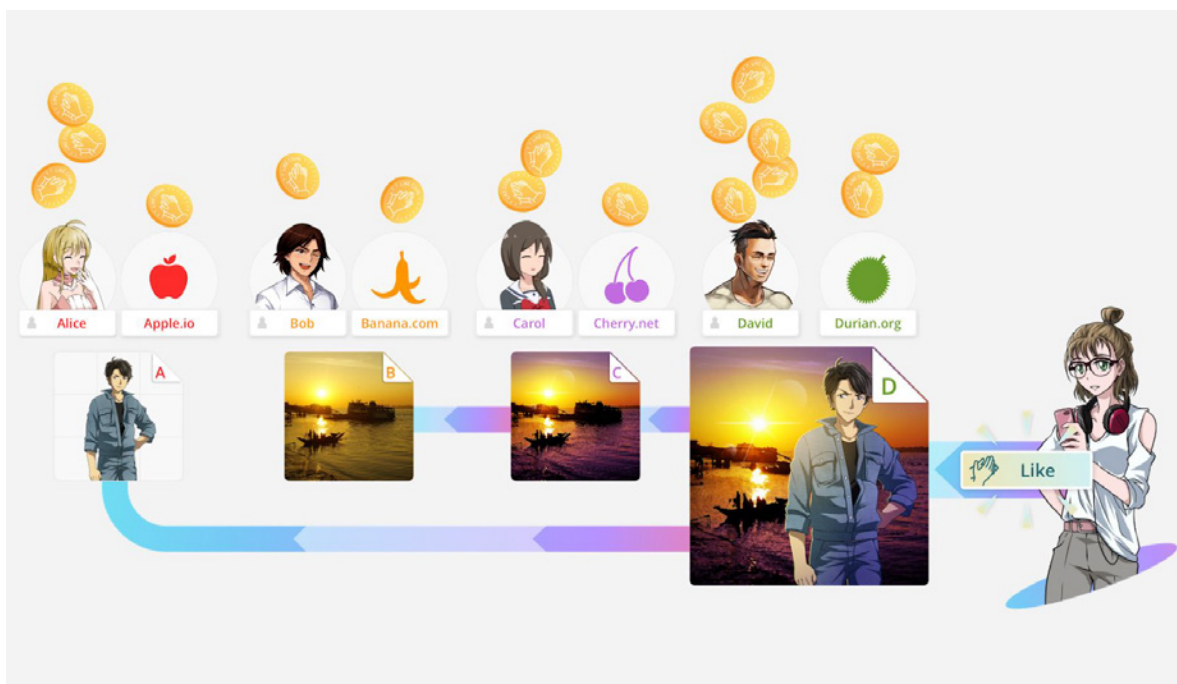 Alice
Apple.io
Bob
Banana.com
Carol
Cherry.net
David
Durian.org
A
B
C
D
Like